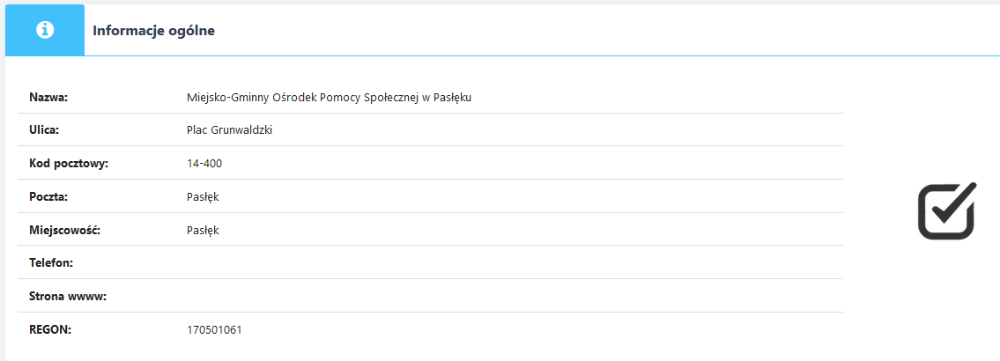 Informacje ogólne
Nazwa: Miejsko-Gminny Ośrodek Pomocy Społecznej w Pasłęku
Ulica: Plac Grunwaldzki
Kod pocztowy: 14-400
Poczta: Pasłęk
Miejscowość: Pasłęk
Telefon:
Strona wwww:
REGON: 170501061